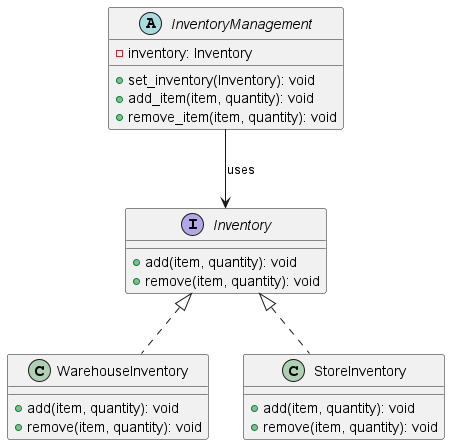 A InventoryManagement
inventory: Inventory
set_inventory(Inventory): void
add_item(item, quantity): void
remove_item(item, quantity): void
uses
I Inventory
add(item, quantity): void
remove(item, quantity): void
C WarehouseInventory
add(item, quantity): void
remove(item, quantity): void
C StoreInventory
add(item, quantity): void
remove(item, quantity): void